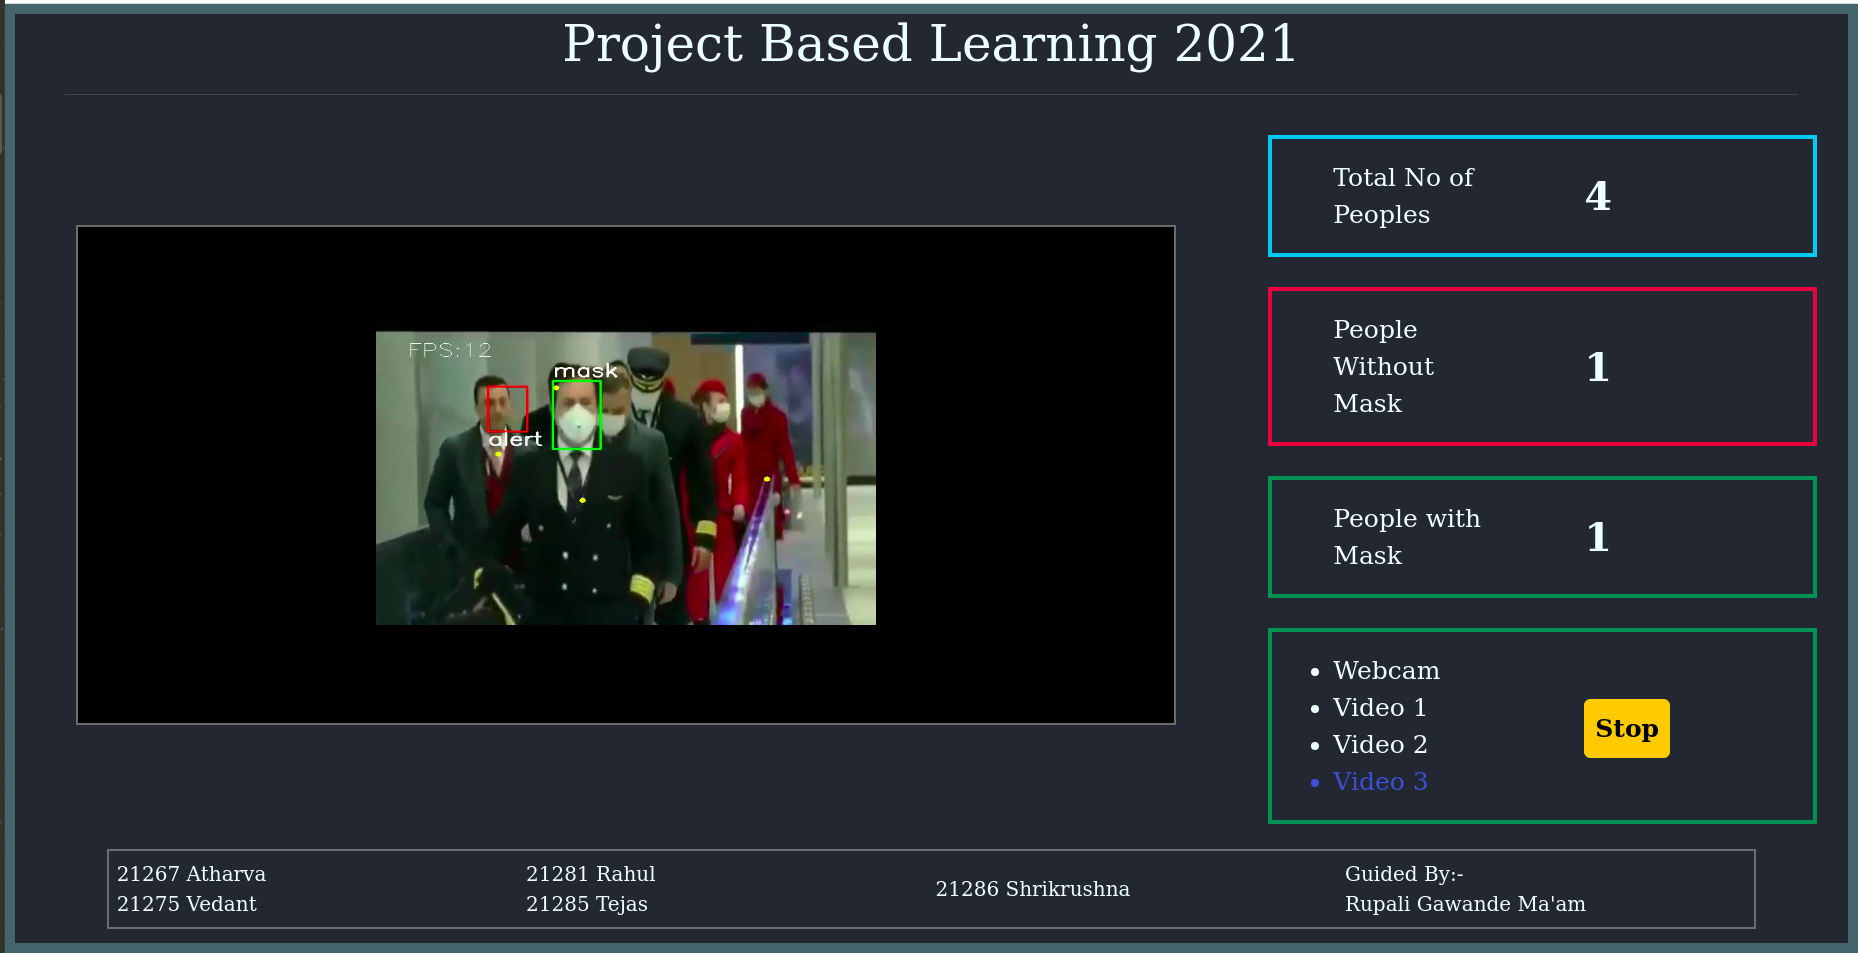 Project Based Learning 2021
FPS:12
mask
alert
Total No of
Peoples
4
People
Without
Mask
1
People with
Mask
1
Webcam
Video 1
Video 2
Video 3
Stop
21267 Atharva
21275 Vedant
21281 Rahul
21285 Tejas
21286 Shrikrushna
Guided By:-
Rupali Gawande Ma'am